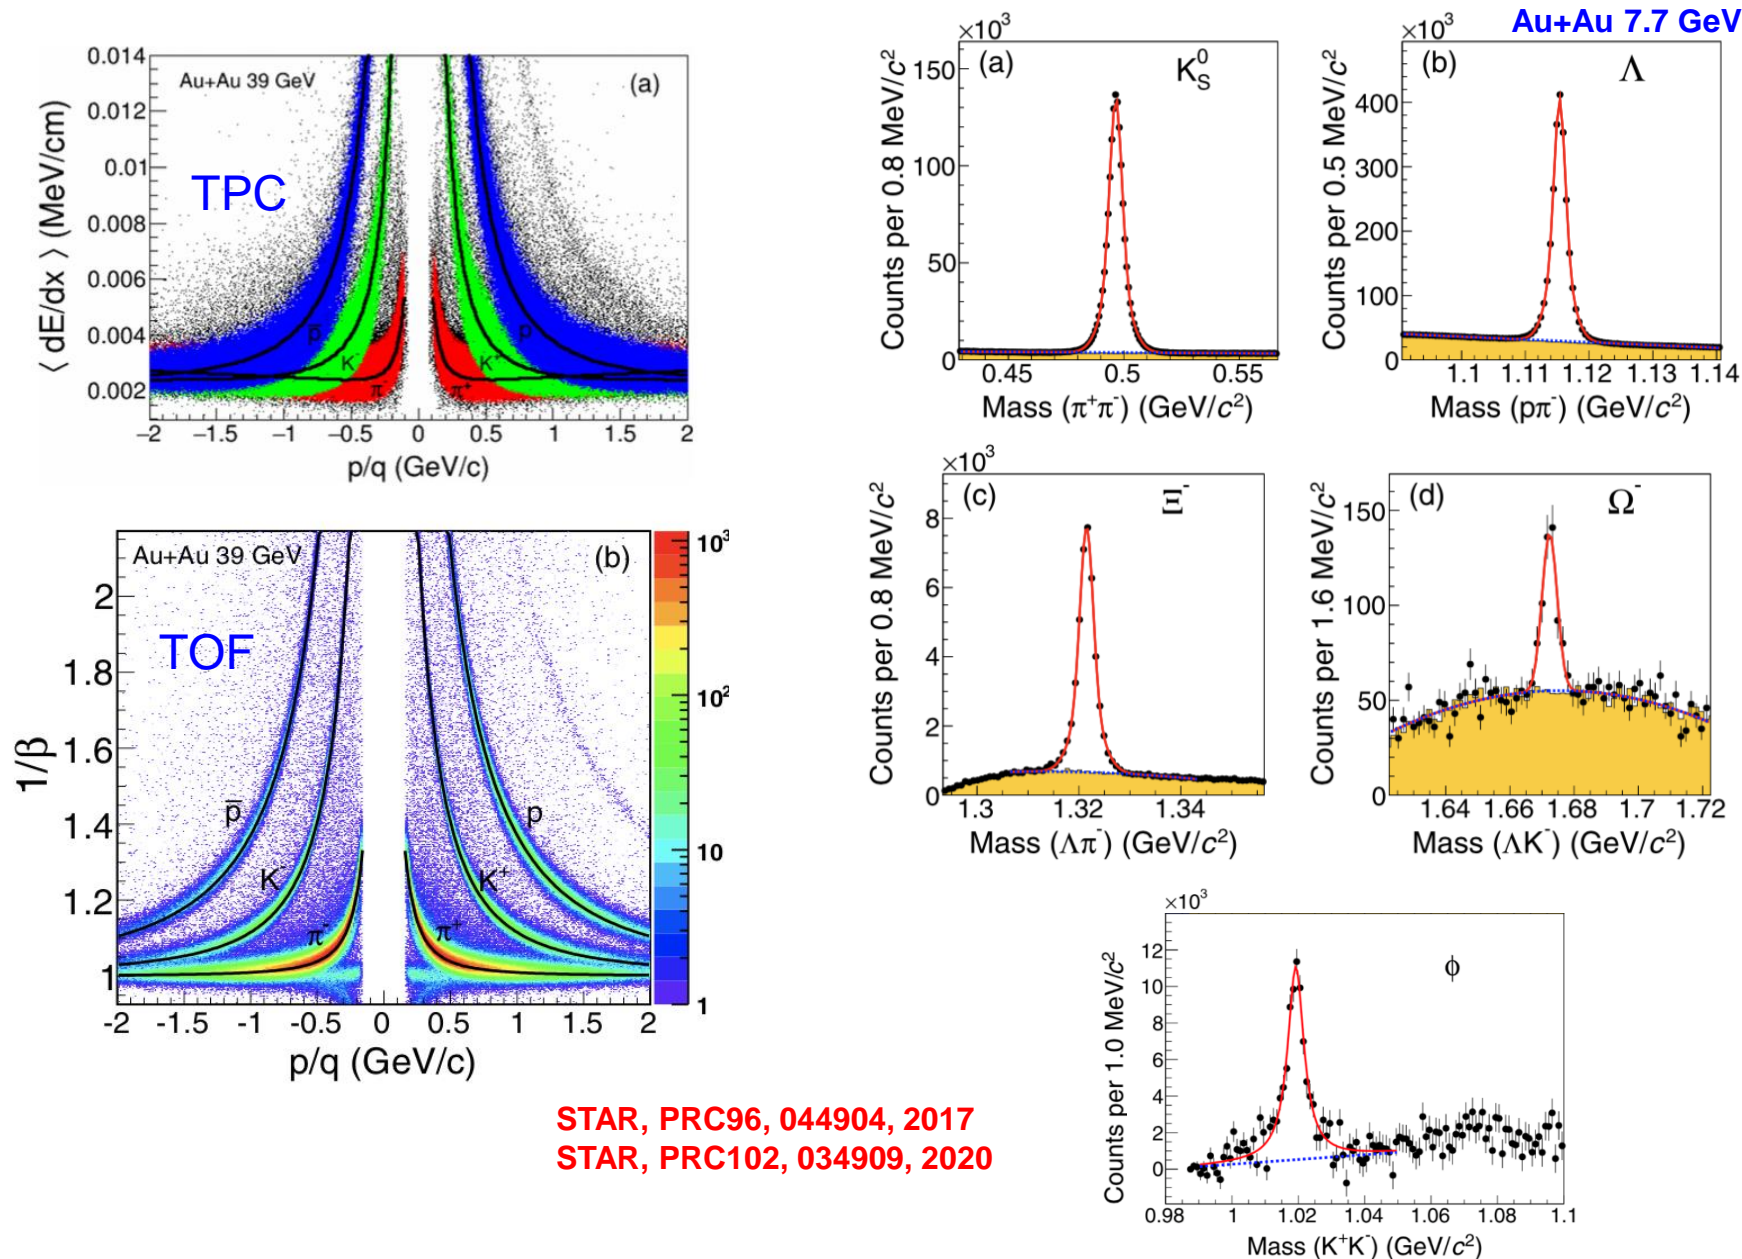 Au+Au 39 GeV
(a)
TPC
⟨ dE/dx ⟩ (MeV/cm)
0.014
0.012
0.01
0.008
0.006
0.004
0.002
p̅
K⁻
π⁻
π⁺
K⁺
p
−2 −1.5 −1 −0.5 0 0.5 1 1.5 2
p/q (GeV/c)
Au+Au 39 GeV
(b)
TOF
1/β
2
1.8
1.6
1.4
1.2
1
p̅
K⁻
π⁻
π⁺
K⁺
p
10³
10²
10
1
-2 -1.5 -1 -0.5 0 0.5 1 1.5 2
p/q (GeV/c)
STAR, PRC96, 044904, 2017
STAR, PRC102, 034909, 2020
Au+Au 7.7 GeV
×10³
(a)
K⁰S
Counts per 0.8 MeV/c²
150
100
50
0
0.45 0.5 0.55
Mass (π⁺π⁻) (GeV/c²)
×10³
(b)
Λ
Counts per 0.5 MeV/c²
400
300
200
100
0
1.1 1.11 1.12 1.13 1.14
Mass (pπ⁻) (GeV/c²)
×10³
(c)
Ξ⁻
Counts per 0.8 MeV/c²
8
6
4
2
0
1.3 1.32 1.34
Mass (Λπ⁻) (GeV/c²)
(d)
Ω⁻
Counts per 1.6 MeV/c²
150
100
50
0
1.64 1.66 1.68 1.7 1.72
Mass (ΛK⁻) (GeV/c²)
×10³
ϕ
Counts per 1.0 MeV/c²
12
10
8
6
4
2
0
0.98 1 1.02 1.04 1.06 1.08 1.1
Mass (K⁺K⁻) (GeV/c²)